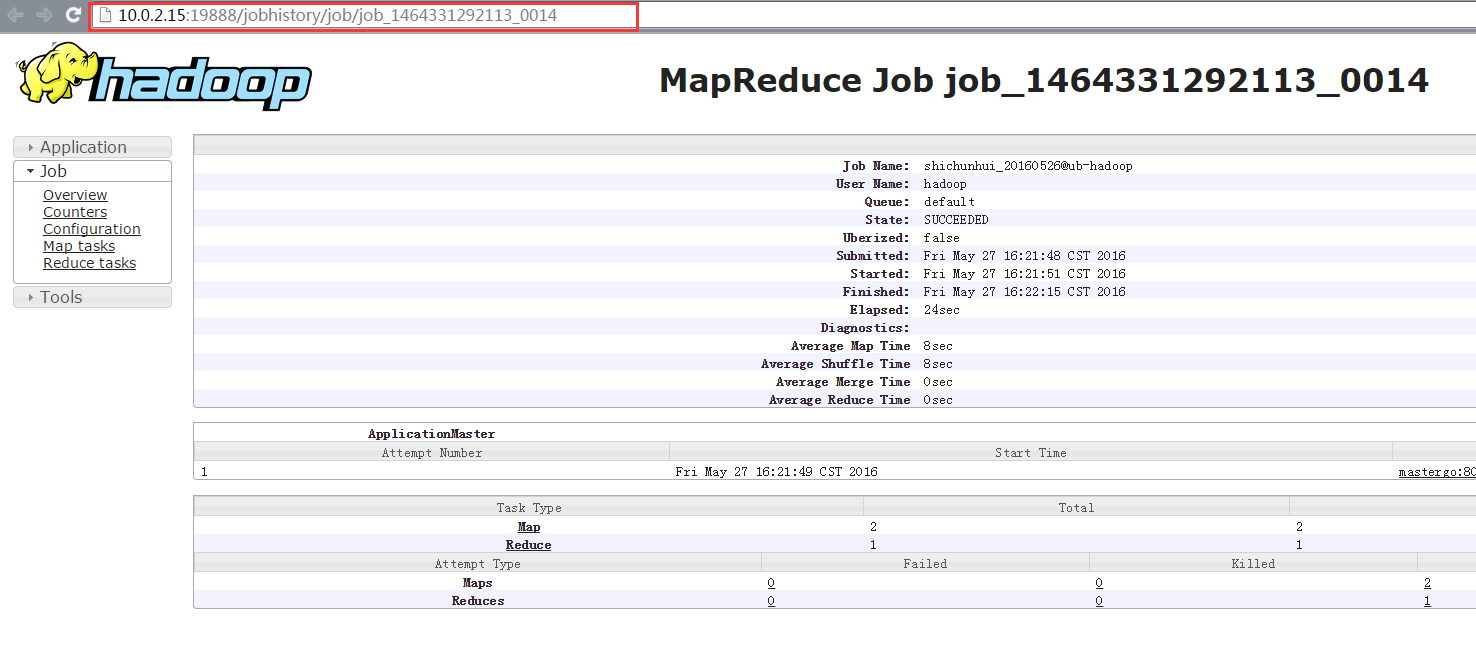 10.0.2.15:19888/jobhistory/job/job_1464331292113_0014
hadoop
MapReduce Job job_1464331292113_0014
Application
Job
Overview
Counters
Configuration
Map tasks
Reduce tasks
Tools
Job Name: shichunhui_20160526@ub-hadoop
User Name: hadoop
Queue: default
State: SUCCEEDED
Uberized: false
Submitted: Fri May 27 16:21:48 CST 2016
Started: Fri May 27 16:21:51 CST 2016
Finished: Fri May 27 16:22:15 CST 2016
Elapsed: 24sec
Diagnostics:
Average Map Time 8sec
Average Shuffle Time 8sec
Average Merge Time 0sec
Average Reduce Time 0sec
ApplicationMaster
Attempt Number Start Time
1 Fri May 27 16:21:49 CST 2016 mastergo:80
Task Type Total
Map 2 2
Reduce 1 1
Attempt Type Failed Killed
Maps 0 0 2
Reduces 0 0 1